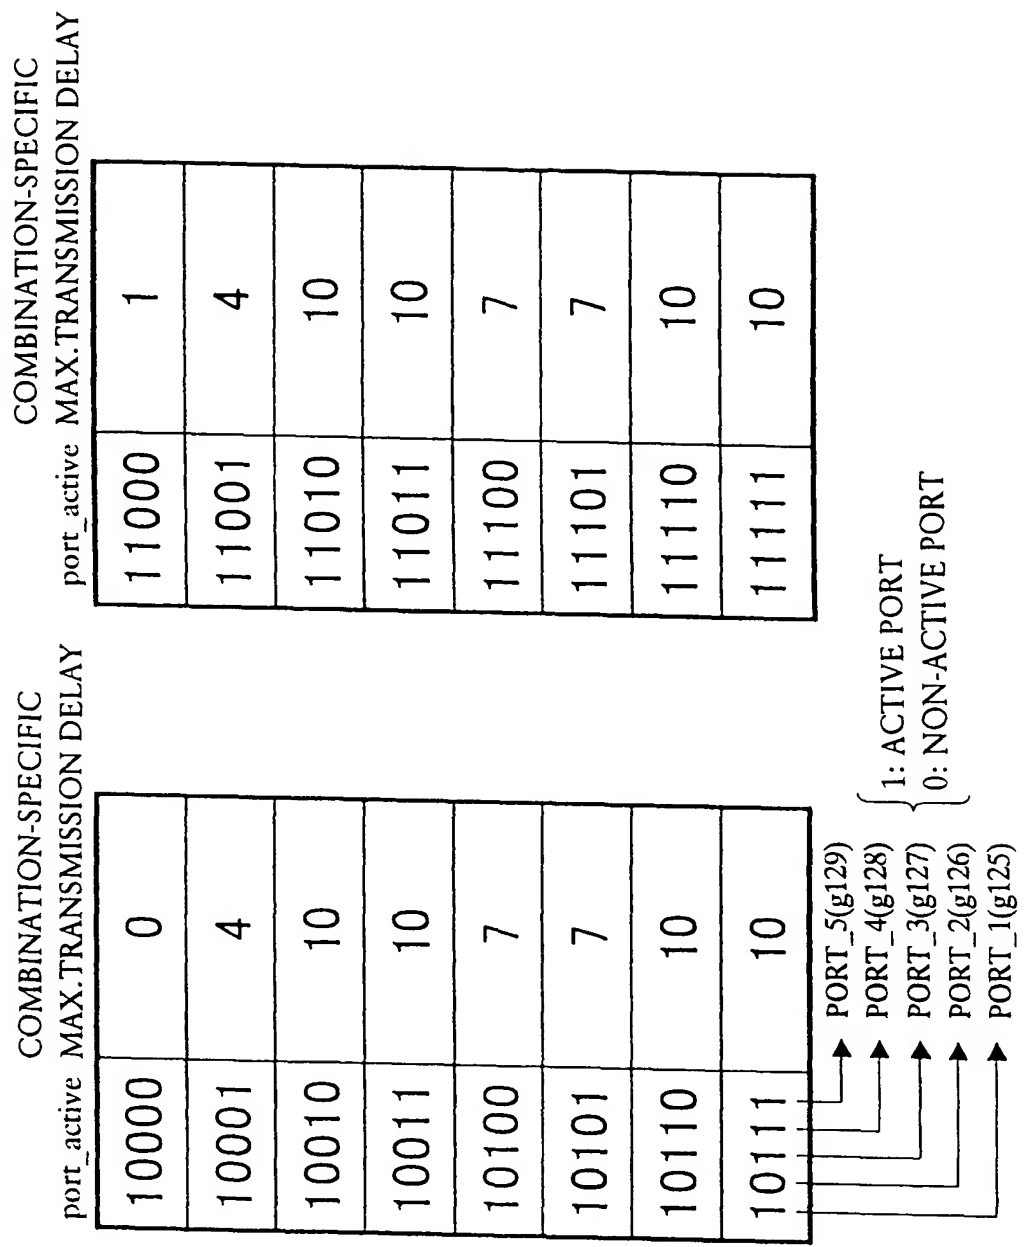 COMBINATION-SPECIFIC
port_active MAX.TRANSMISSION DELAY
10000 0
10001 4
10010 10
10011 10
10100 7
10101 7
10110 10
10111 10
PORT_5(g129)
PORT_4(g128)
PORT_3(g127)
PORT_2(g126)
PORT_1(g125)
1: ACTIVE PORT
0: NON-ACTIVE PORT
COMBINATION-SPECIFIC
port_active MAX.TRANSMISSION DELAY
11000 1
11001 4
11010 10
11011 10
11100 7
11101 7
11110 10
11111 10